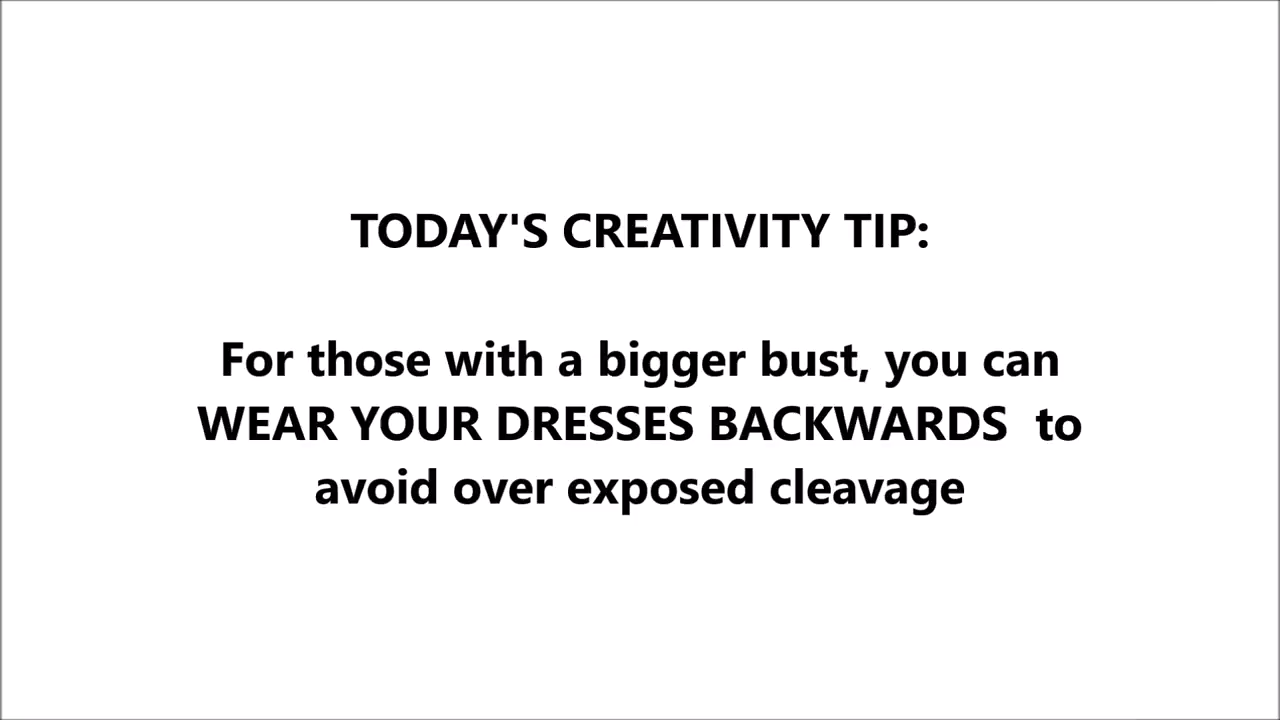 TODAY'S CREATIVITY TIP:
For those with a bigger bust, you can
WEAR YOUR DRESSES BACKWARDS  to
avoid over exposed cleavage